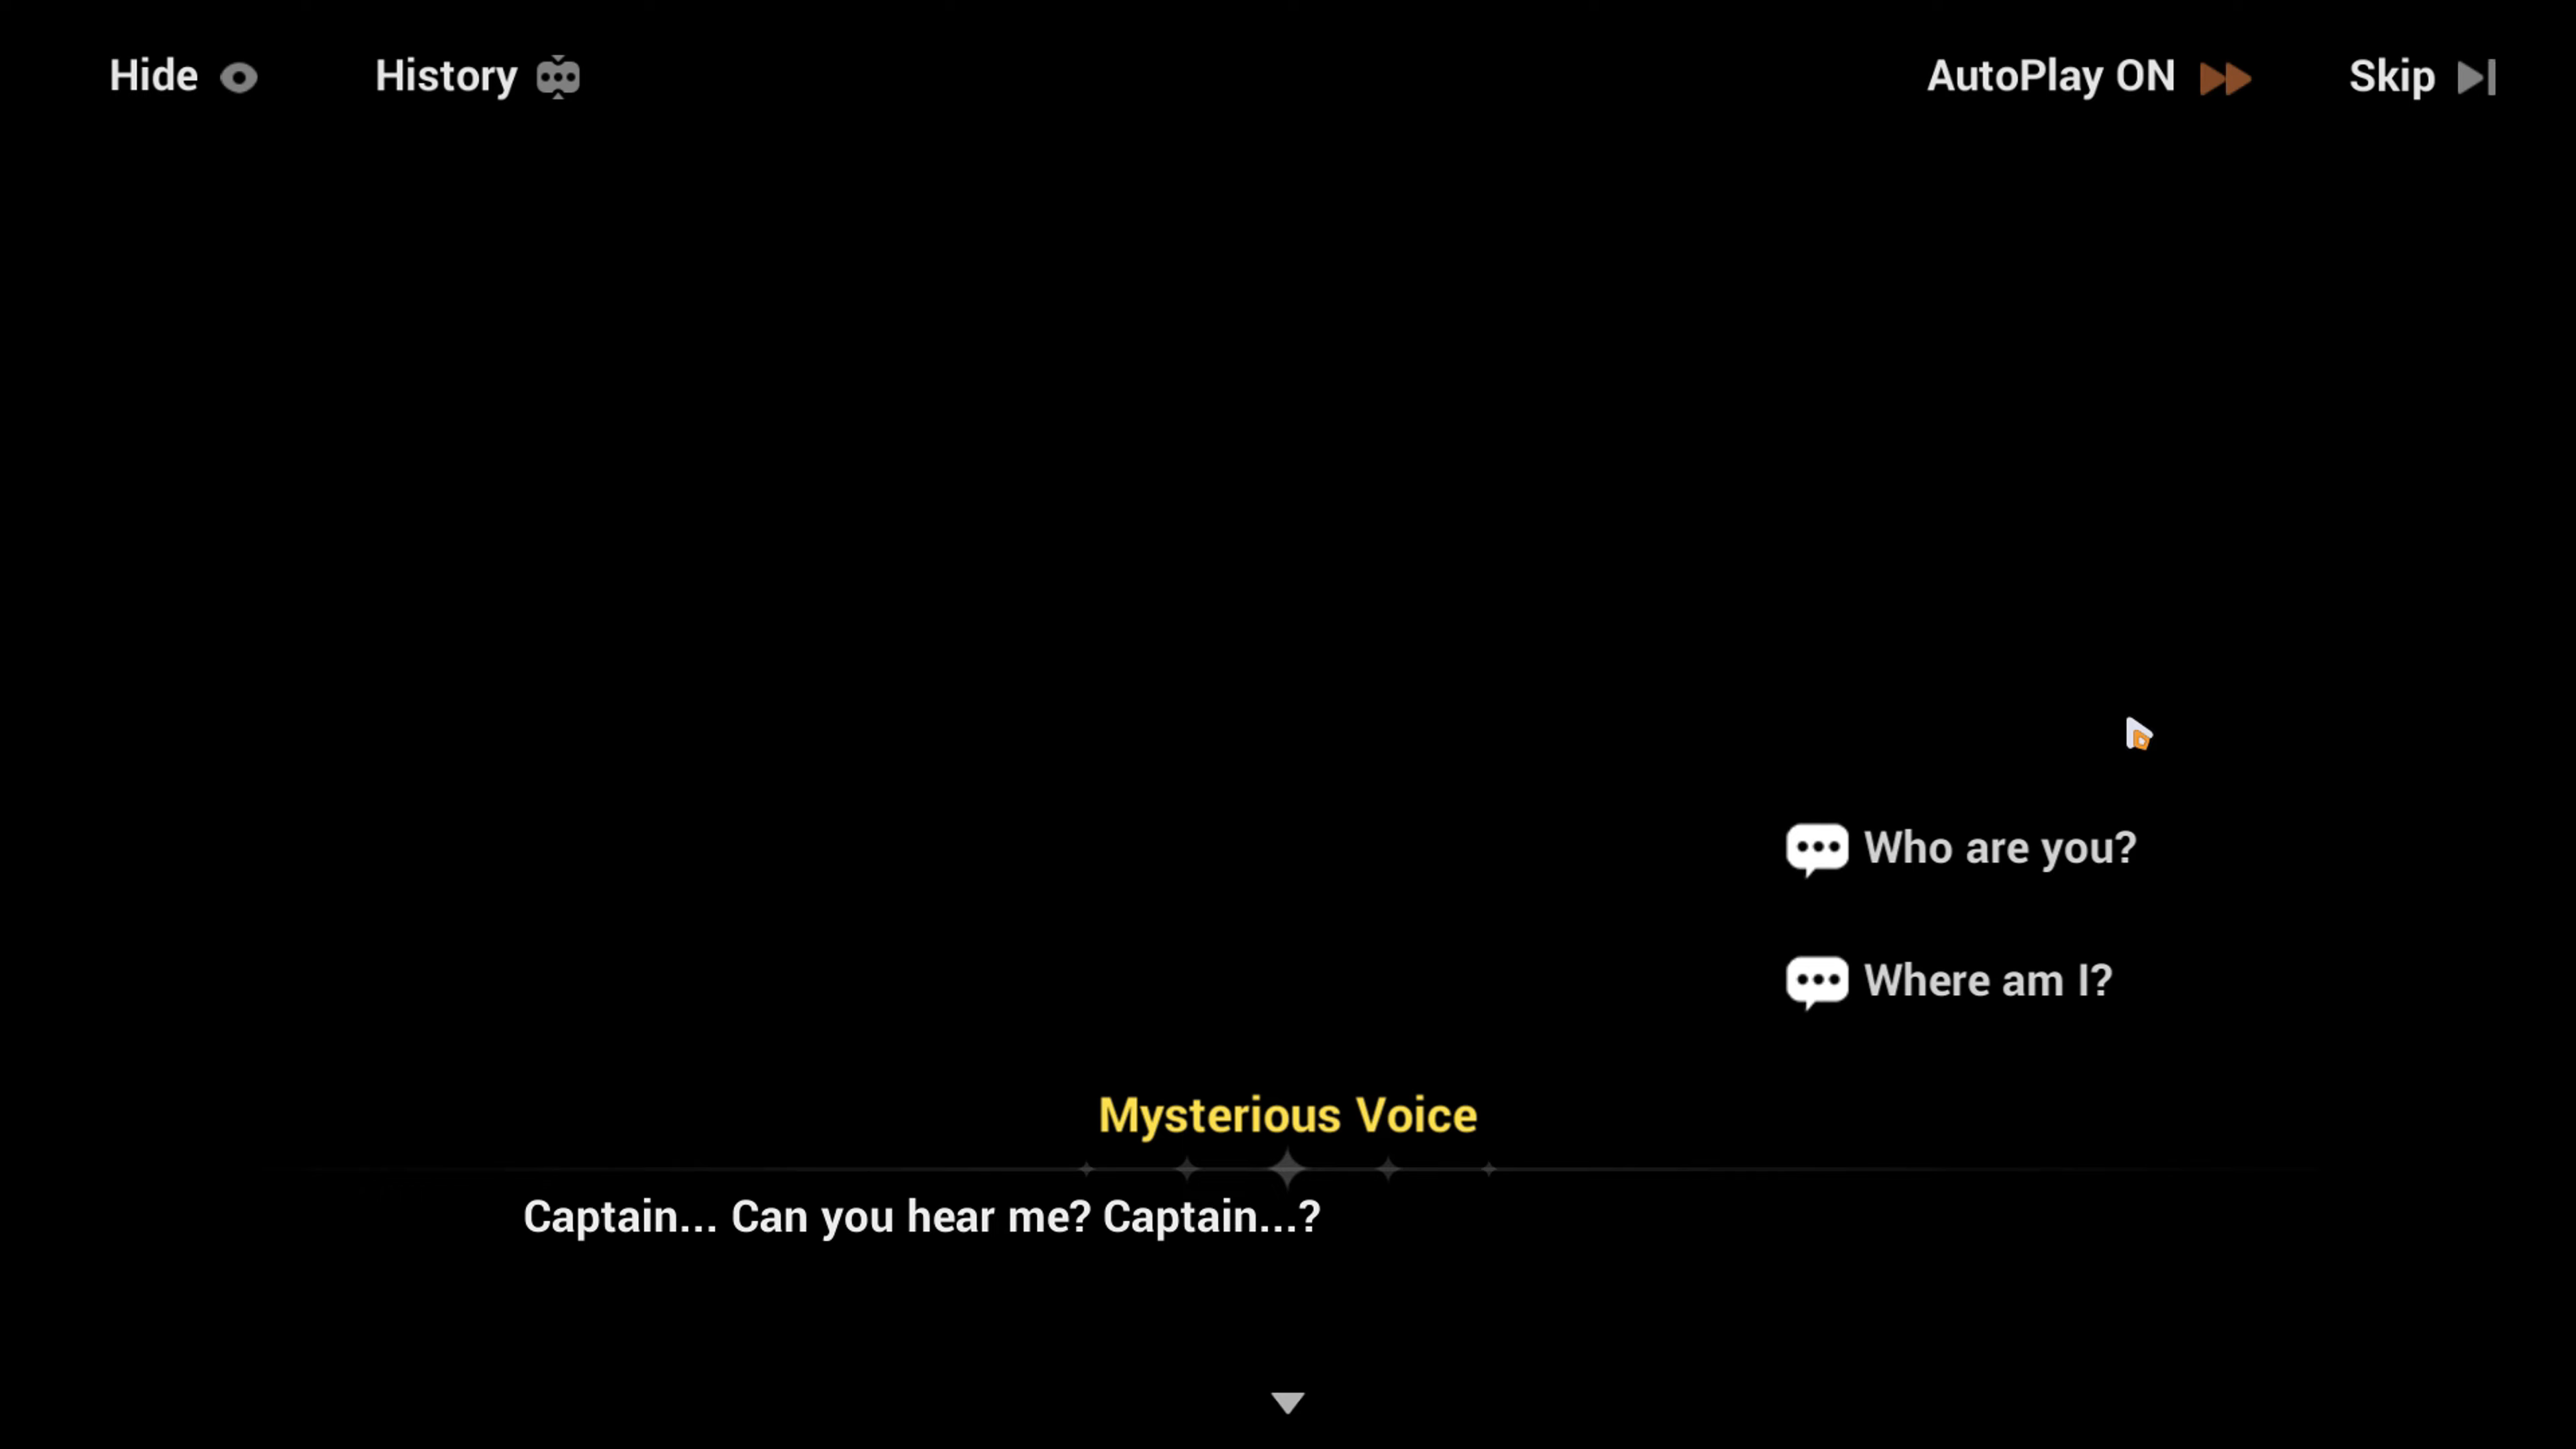 Hide
History
AutoPlay ON
Skip
Who are you?
Where am I?
Mysterious Voice
Captain... Can you hear me? Captain...?